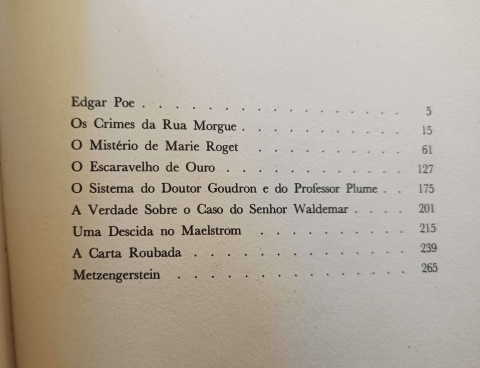 Edgar Poe . . . . . . . . . . . . . . . . 5
Os Crimes da Rua Morgue . . . . . . . . . . 15
O Mistério de Marie Roget . . . . . . . . . 61
O Escaravelho de Ouro . . . . . . . . . . . 127
O Sistema do Doutor Goudron e do Professor Plume . . 175
A Verdade Sobre o Caso do Senhor Waldemar . . . . 201
Uma Descida no Maelstrom . . . . . . . . . 215
A Carta Roubada . . . . . . . . . . . . . 239
Metzengerstein . . . . . . . . . . . . . 265